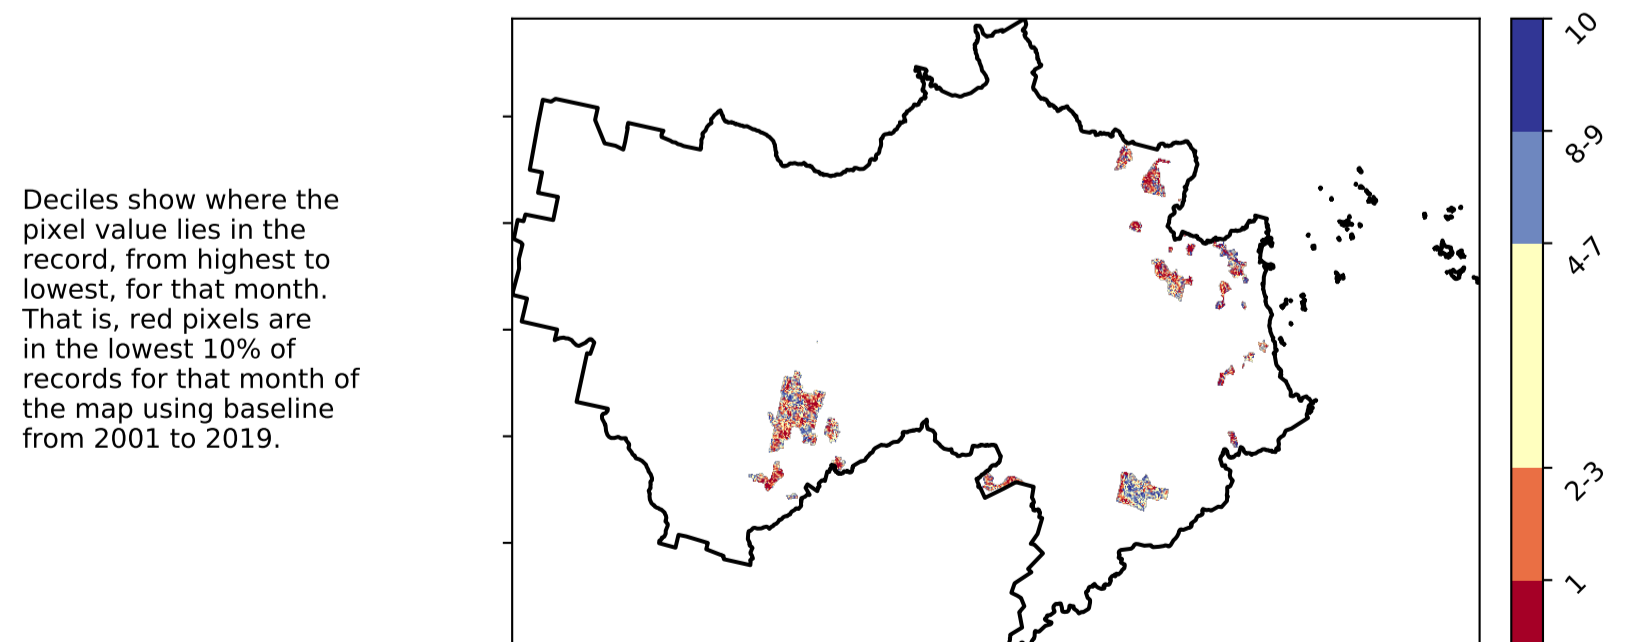 Deciles show where the
pixel value lies in the
record, from highest to
lowest, for that month.
That is, red pixels are
in the lowest 10% of
records for that month of
the map using baseline
from 2001 to 2019.
10
8-9
4-7
2-3
1